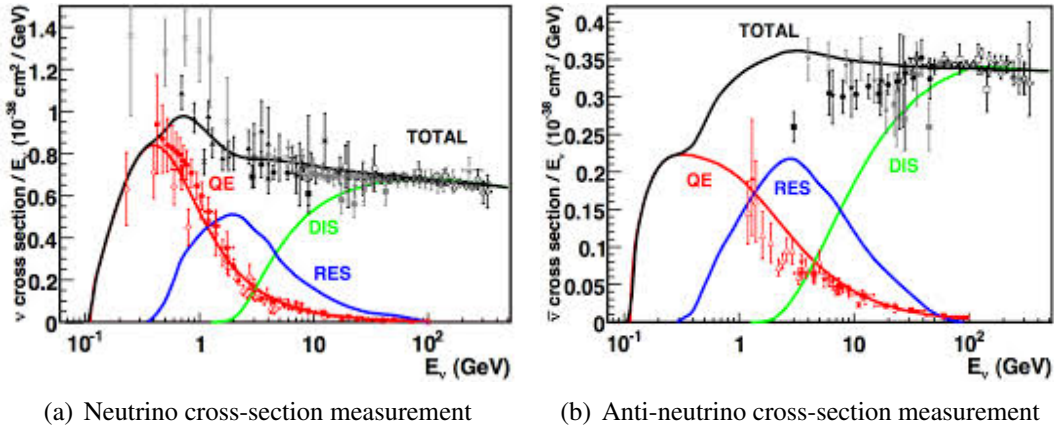 ν cross section / E_ν (10^-38 cm^2 / GeV)
1.4
1.2
1
0.8
0.6
0.4
0.2
0
TOTAL
QE
DIS
RES
10^-1
1
10
10^2
E_ν (GeV)
(a) Neutrino cross-section measurement
ν̅ cross section / E_ν (10^-38 cm^2 / GeV)
0.4
0.35
0.3
0.25
0.2
0.15
0.1
0.05
0
TOTAL
QE
RES
DIS
10^-1
1
10
10^2
E_ν (GeV)
(b) Anti-neutrino cross-section measurement